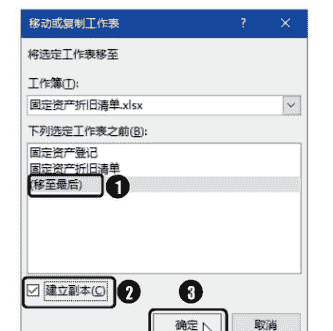 移动或复制工作表 ? ×
将选定工作表移至
工作簿(T):
固定资产折旧清单.xlsx
下列选定工作表之前(B):
固定资产登记
固定资产折旧清单
(移至最后) 1
建立副本(C) 2 3
确定 取消